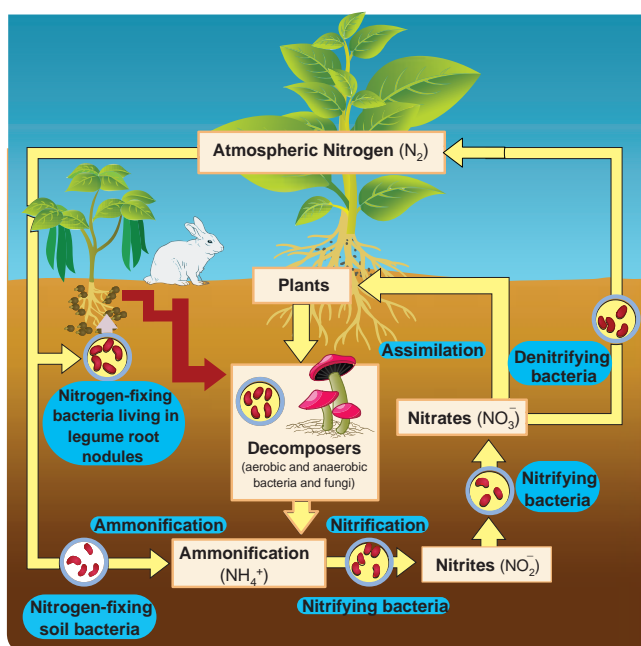 Atmospheric Nitrogen (N₂)
Plants
Assimilation
Denitrifying
bacteria
Nitrogen-fixing
bacteria living in
legume root
nodules
Decomposers
(aerobic and anaerobic
bacteria and fungi)
Nitrates (NO₃⁻)
Nitrifying
bacteria
Ammonification
Nitrification
Ammonification
(NH₄⁺)
Nitrites (NO₂⁻)
Nitrogen-fixing
soil bacteria
Nitrifying bacteria